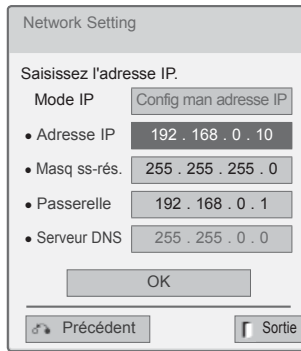 Network Setting
Saisissez l'adresse IP.
Mode IP Config man adresse IP
• Adresse IP 192 . 168 . 0 . 10
• Masq ss-rés. 255 . 255 . 255 . 0
• Passerelle 192 . 168 . 0 . 1
• Serveur DNS 255 . 255 . 0 . 0
OK
Précédent Sortie